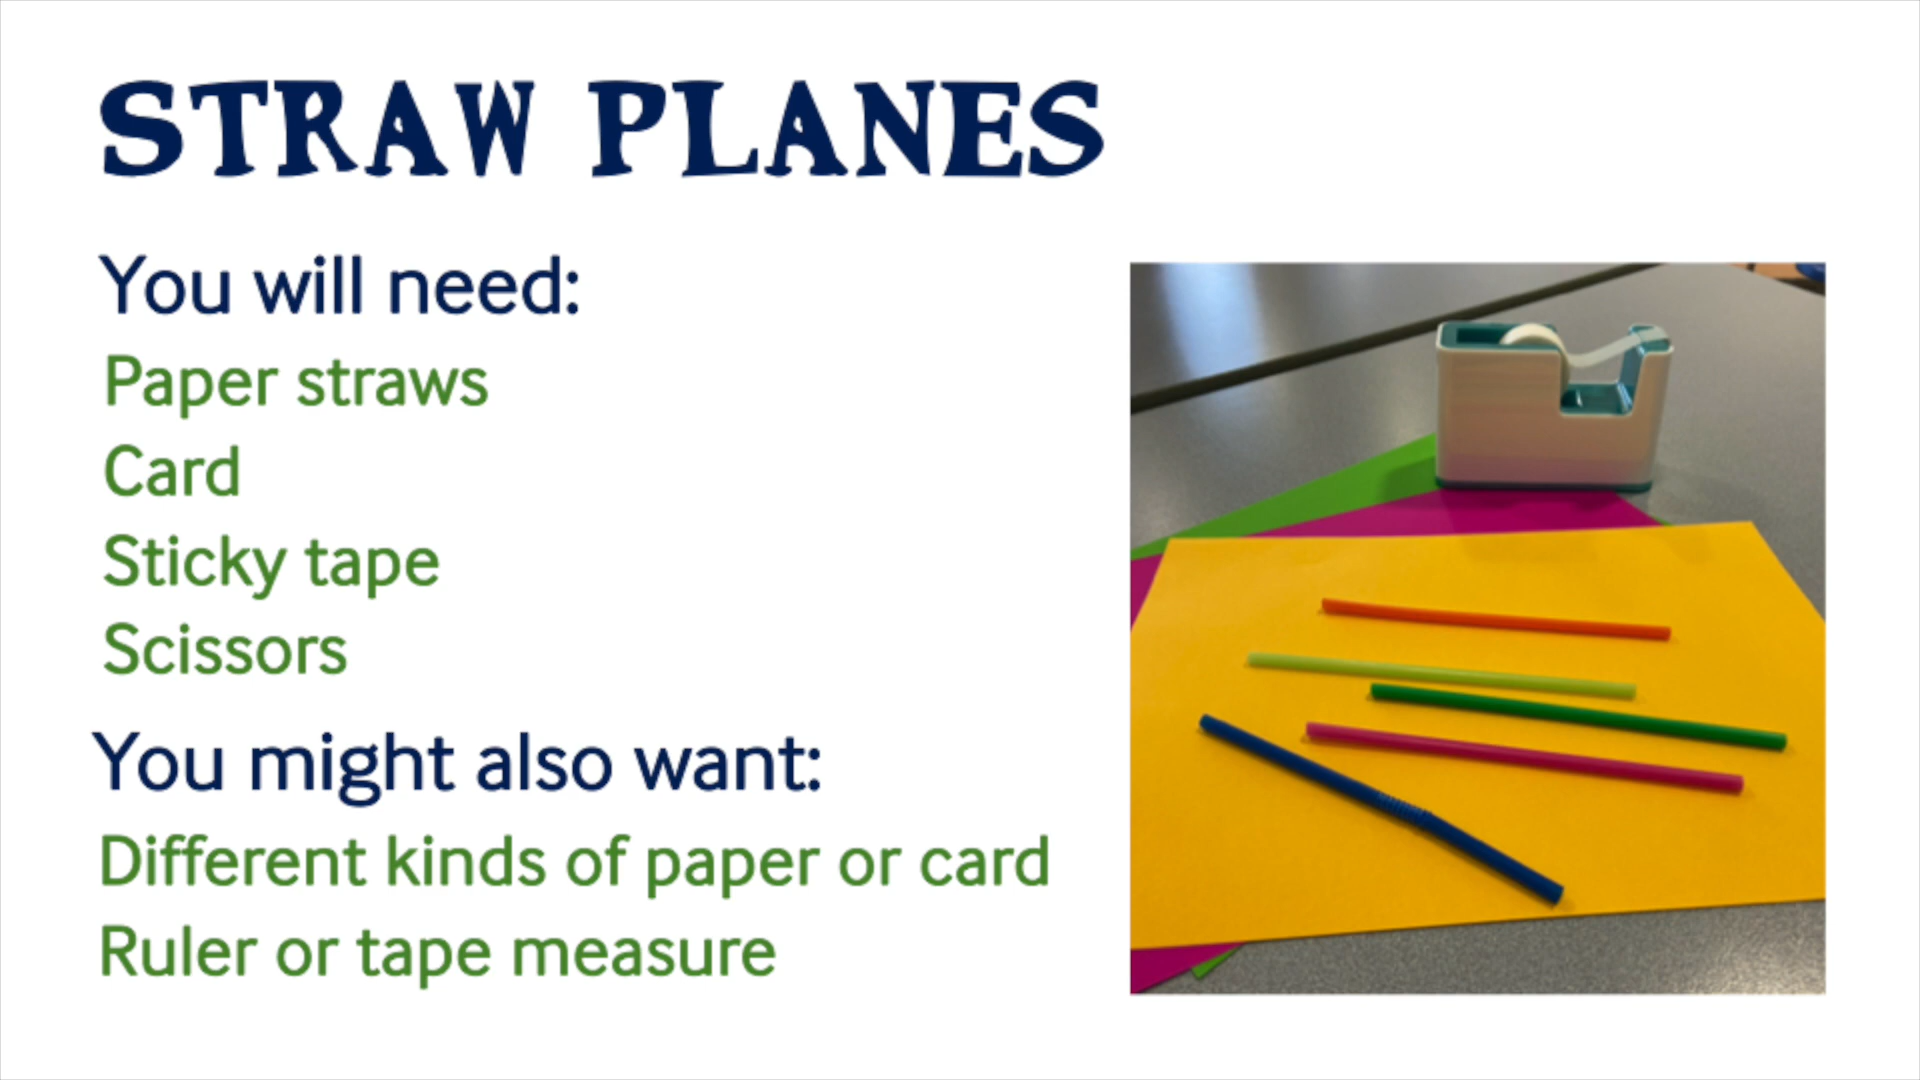 STRAW PLANES
You will need:
Paper straws
Card
Sticky tape
Scissors
You might also want:
Different kinds of paper or card
Ruler or tape measure